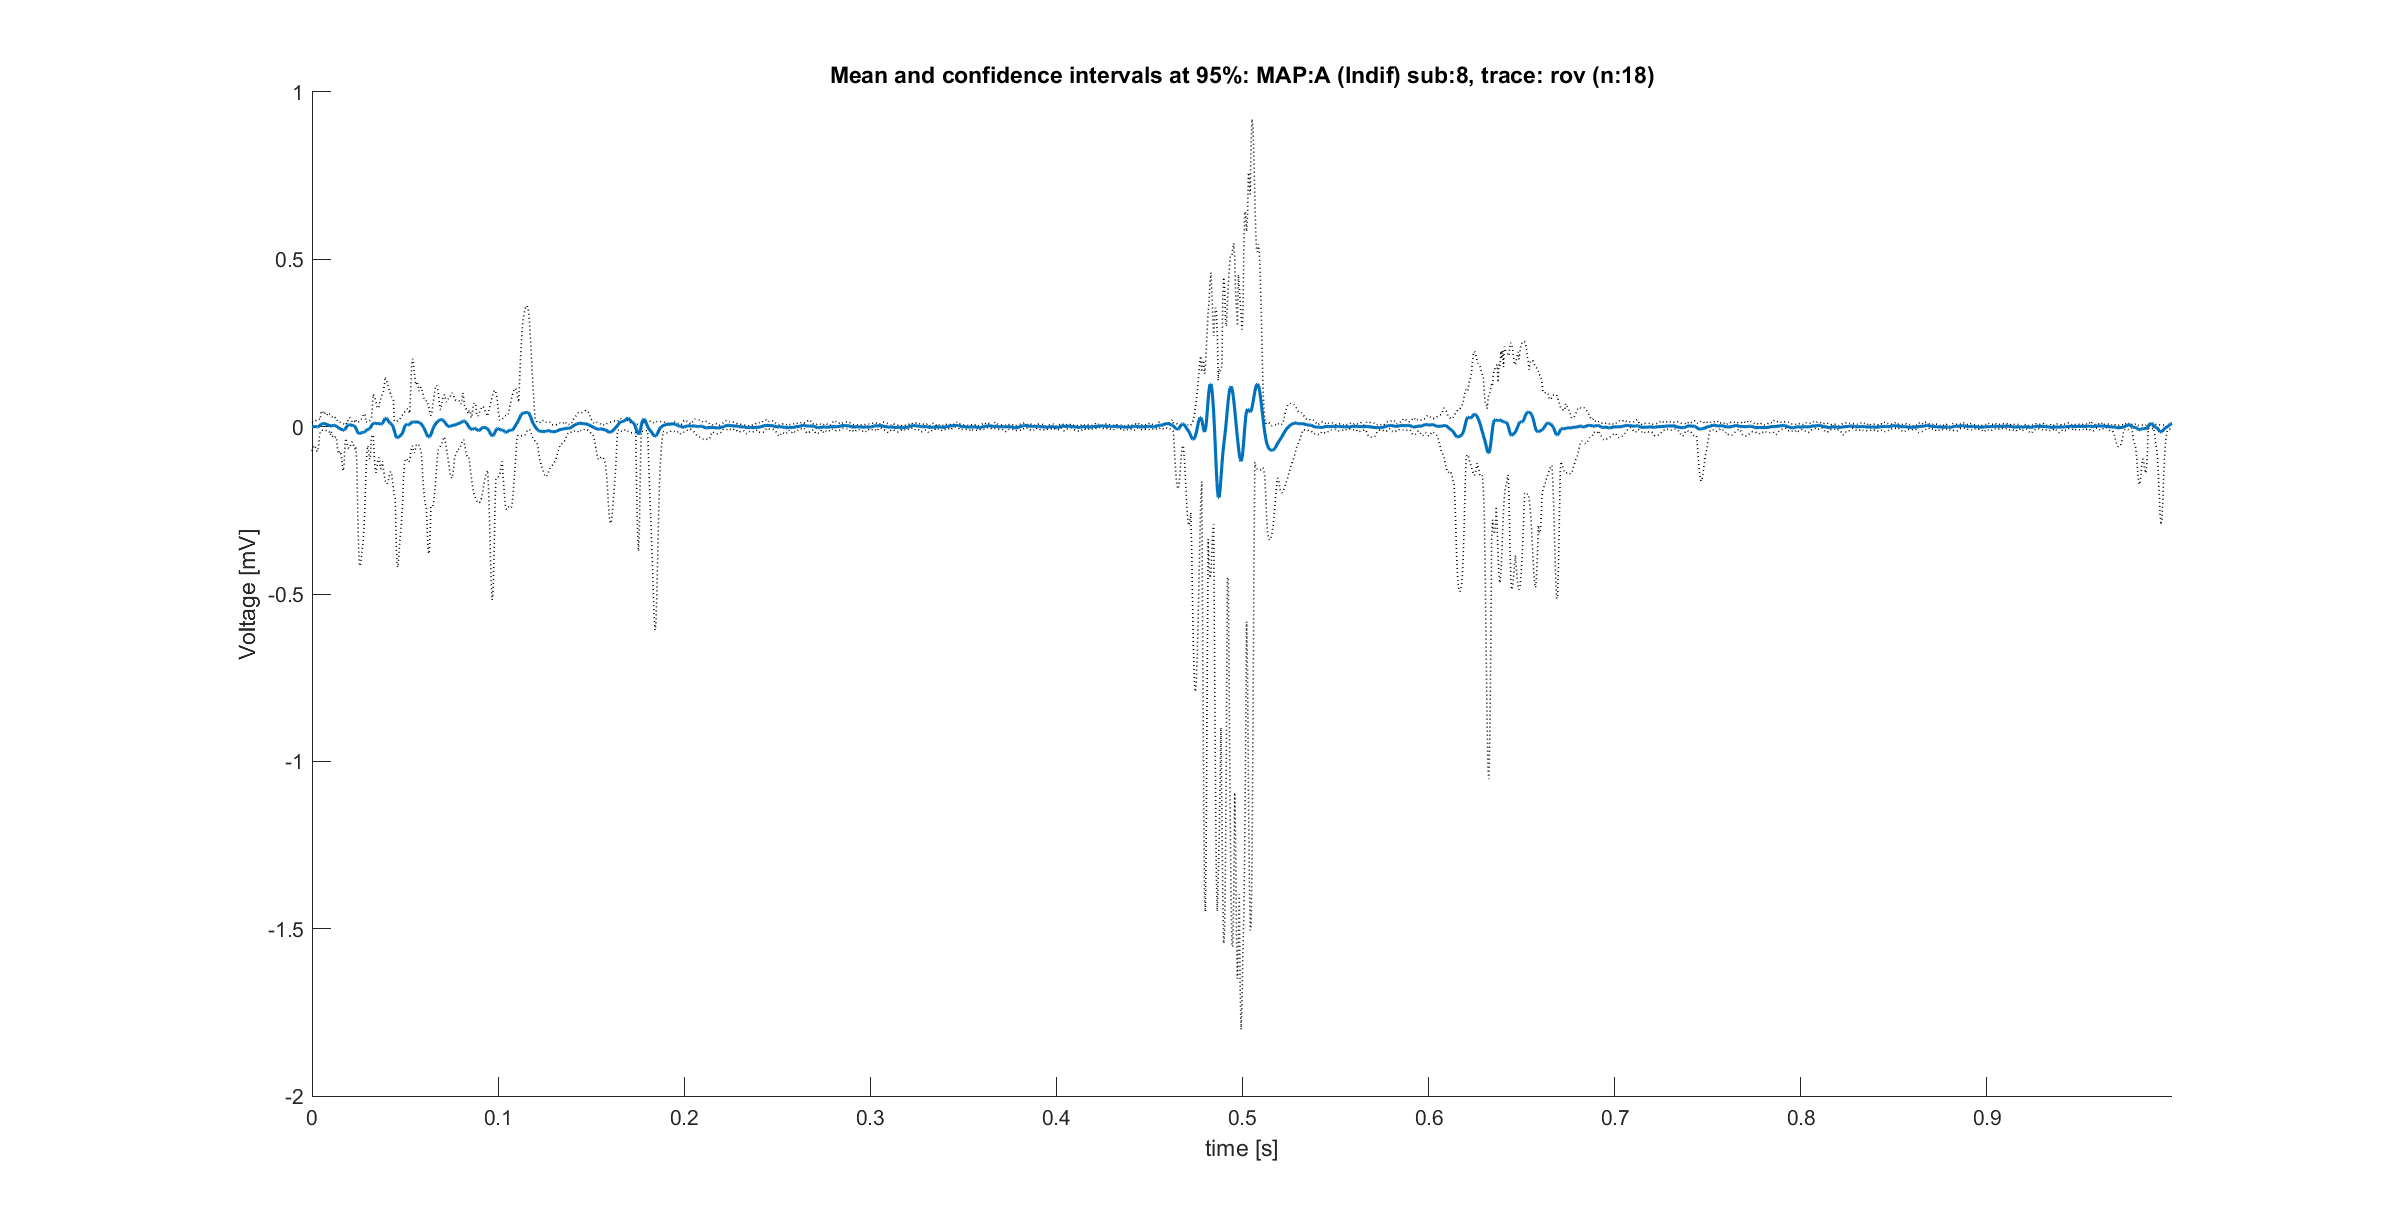 Mean and confidence intervals at 95%: MAP:A (Indif) sub:8, trace: rov (n:18)
1
0.5
0
-0.5
-1
-1.5
-2
Voltage [mV]
0 0.1 0.2 0.3 0.4 0.5 0.6 0.7 0.8 0.9
time [s]